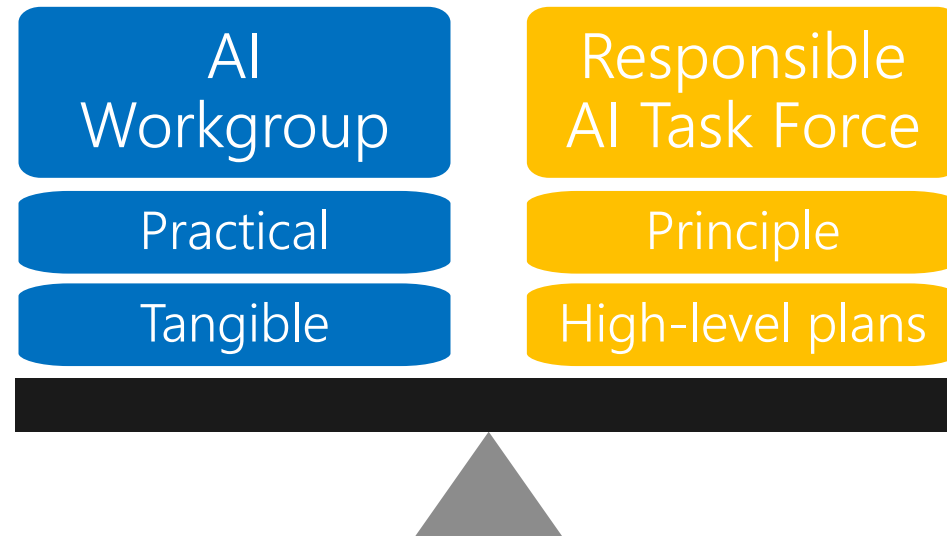 AI
Workgroup
Practical
Tangible
Responsible
AI Task Force
Principle
High-level plans